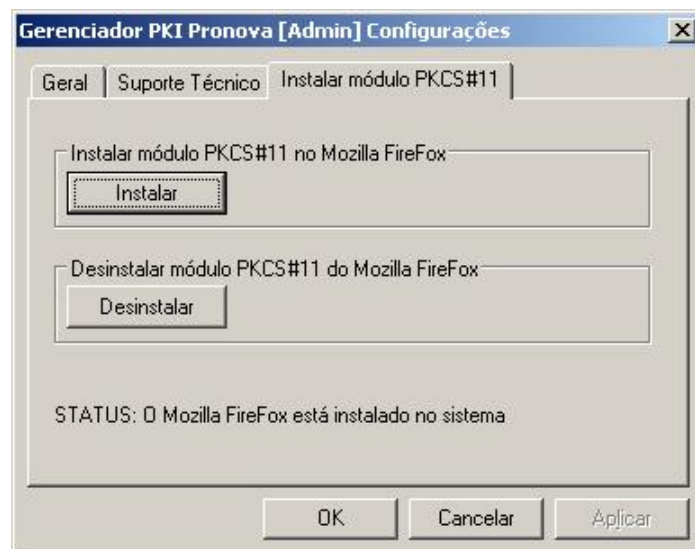 Gerenciador PKI Pronova [Admin] Configurações
Geral
Suporte Técnico
Instalar módulo PKCS#11
Instalar módulo PKCS#11 no Mozilla FireFox
Instalar
Desinstalar módulo PKCS#11 do Mozilla FireFox
Desinstalar
STATUS: O Mozilla FireFox está instalado no sistema
OK
Cancelar
Aplicar